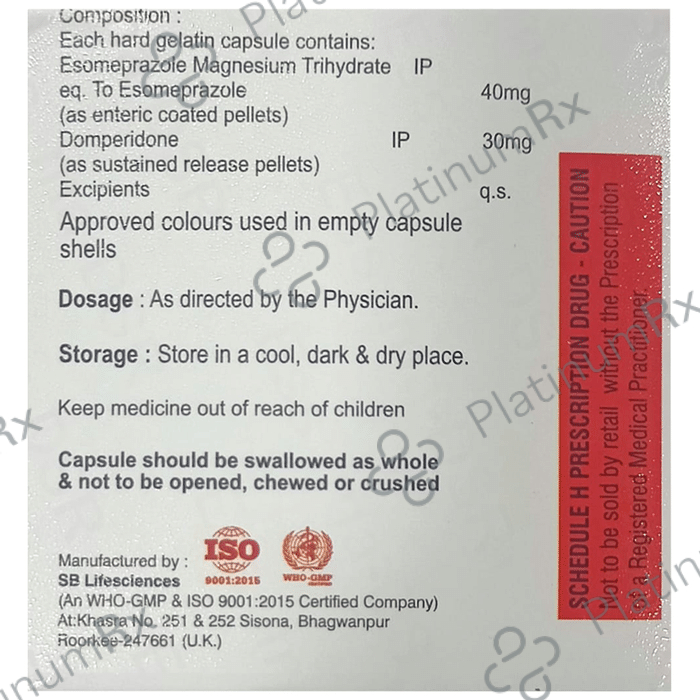 Composition :
Each hard gelatin capsule contains:
Esomeprazole Magnesium Trihydrate IP
eq. To Esomeprazole 40mg
(as enteric coated pellets)
Domperidone IP 30mg
(as sustained release pellets)
Excipients q.s.
Approved colours used in empty capsule
shells
Dosage : As directed by the Physician.
Storage : Store in a cool, dark & dry place.
Keep medicine out of reach of children
Capsule should be swallowed as whole
& not to be opened, chewed or crushed
Manufactured by :
SB Lifesciences
ISO
9001:2015
WHO-GMP
(An WHO-GMP & ISO 9001:2015 Certified Company)
At:Khasra No. 251 & 252 Sisona, Bhagwanpur
Roorkee-247661 (U.K.)
SCHEDULE H PRESCRIPTION DRUG - CAUTION
Not to be sold by retail without the Prescription
of a Registered Medical Practitioner.
PlatinumRx
PlatinumRx
PlatinumRx
PlatinumRx